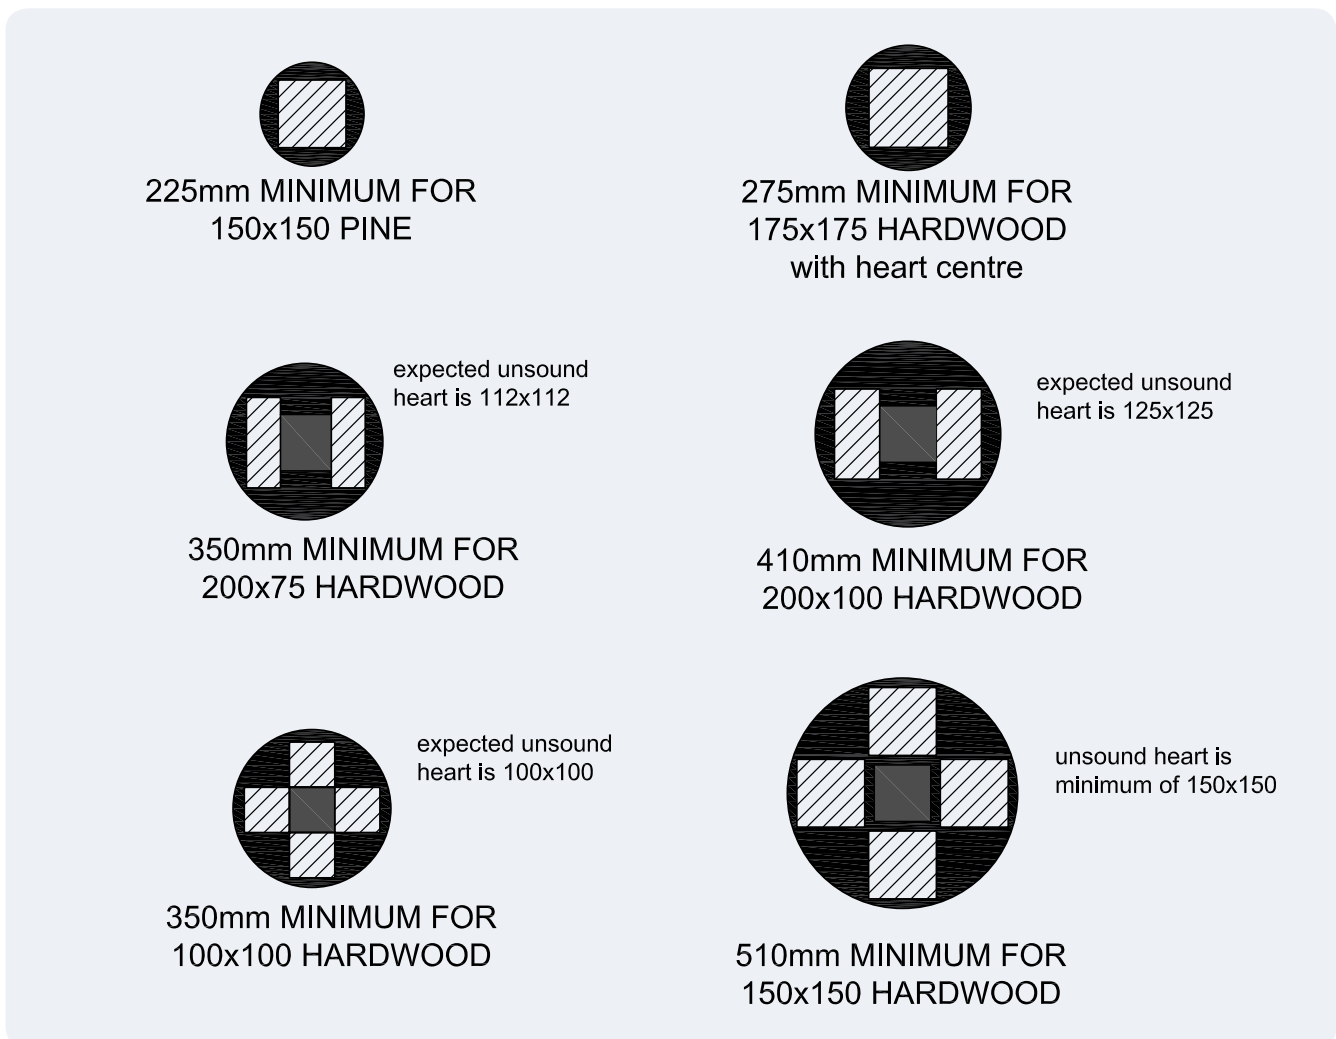 225mm MINIMUM FOR
150x150 PINE
275mm MINIMUM FOR
175x175 HARDWOOD
with heart centre
expected unsound
heart is 112x112
350mm MINIMUM FOR
200x75 HARDWOOD
expected unsound
heart is 125x125
410mm MINIMUM FOR
200x100 HARDWOOD
expected unsound
heart is 100x100
350mm MINIMUM FOR
100x100 HARDWOOD
unsound heart is
minimum of 150x150
510mm MINIMUM FOR
150x150 HARDWOOD